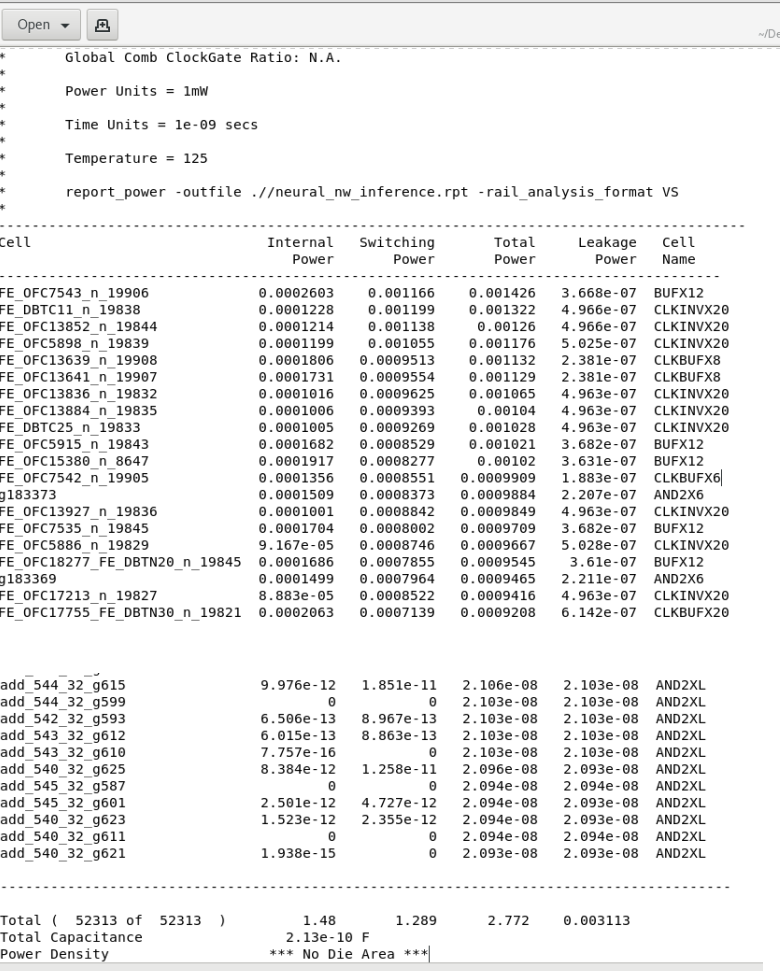 Open
~/De
* Global Comb ClockGate Ratio: N.A.
*
* Power Units = 1mW
*
* Time Units = 1e-09 secs
*
* Temperature = 125
*
* report_power -outfile .//neural_nw_inference.rpt -rail_analysis_format VS
*
Cell Internal Switching Total Leakage Cell
Power Power Power Power Name
FE_OFC7543_n_19906 0.0002603 0.001166 0.001426 3.668e-07 BUFX12
FE_DBTC11_n_19838 0.0001228 0.001199 0.001322 4.966e-07 CLKINVX20
FE_OFC13852_n_19844 0.0001214 0.001138 0.00126 4.966e-07 CLKINVX20
FE_OFC5898_n_19839 0.0001199 0.001055 0.001176 5.025e-07 CLKINVX20
FE_OFC13639_n_19908 0.0001806 0.0009513 0.001132 2.381e-07 CLKBUFX8
FE_OFC13641_n_19907 0.0001731 0.0009554 0.001129 2.381e-07 CLKBUFX8
FE_OFC13836_n_19832 0.0001016 0.0009625 0.001065 4.963e-07 CLKINVX20
FE_OFC13884_n_19835 0.0001006 0.0009393 0.00104 4.963e-07 CLKINVX20
FE_DBTC25_n_19833 0.0001005 0.0009269 0.001028 4.963e-07 CLKINVX20
FE_OFC5915_n_19843 0.0001682 0.0008529 0.001021 3.682e-07 BUFX12
FE_OFC15380_n_8647 0.0001917 0.0008277 0.00102 3.631e-07 BUFX12
FE_OFC7542_n_19905 0.0001356 0.0008551 0.0009909 1.883e-07 CLKBUFX6
g183373 0.0001509 0.0008373 0.0009884 2.207e-07 AND2X6
FE_OFC13927_n_19836 0.0001001 0.0008842 0.0009849 4.963e-07 CLKINVX20
FE_OFC7535_n_19845 0.0001704 0.0008002 0.0009709 3.682e-07 BUFX12
FE_OFC5886_n_19829 9.167e-05 0.0008746 0.0009667 5.028e-07 CLKINVX20
FE_OFC18277_FE_DBTN20_n_19845 0.0001686 0.0007855 0.0009545 3.61e-07 BUFX12
g183369 0.0001499 0.0007964 0.0009465 2.211e-07 AND2X6
FE_OFC17213_n_19827 8.883e-05 0.0008522 0.0009416 4.963e-07 CLKINVX20
FE_OFC17755_FE_DBTN30_n_19821 0.0002063 0.0007139 0.0009208 6.142e-07 CLKBUFX20
add_544_32_g615 9.976e-12 1.851e-11 2.106e-08 2.103e-08 AND2XL
add_544_32_g599 0 0 2.103e-08 2.103e-08 AND2XL
add_542_32_g593 6.506e-13 8.967e-13 2.103e-08 2.103e-08 AND2XL
add_543_32_g612 6.015e-13 8.863e-13 2.103e-08 2.103e-08 AND2XL
add_543_32_g610 7.757e-16 0 2.103e-08 2.103e-08 AND2XL
add_540_32_g625 8.384e-12 1.258e-11 2.096e-08 2.093e-08 AND2XL
add_545_32_g587 0 0 2.094e-08 2.094e-08 AND2XL
add_545_32_g601 2.501e-12 4.727e-12 2.094e-08 2.093e-08 AND2XL
add_540_32_g623 1.523e-12 2.355e-12 2.094e-08 2.093e-08 AND2XL
add_540_32_g611 0 0 2.094e-08 2.094e-08 AND2XL
add_540_32_g621 1.938e-15 0 2.093e-08 2.093e-08 AND2XL
Total ( 52313 of 52313 ) 1.48 1.289 2.772 0.003113
Total Capacitance 2.13e-10 F
Power Density *** No Die Area ***